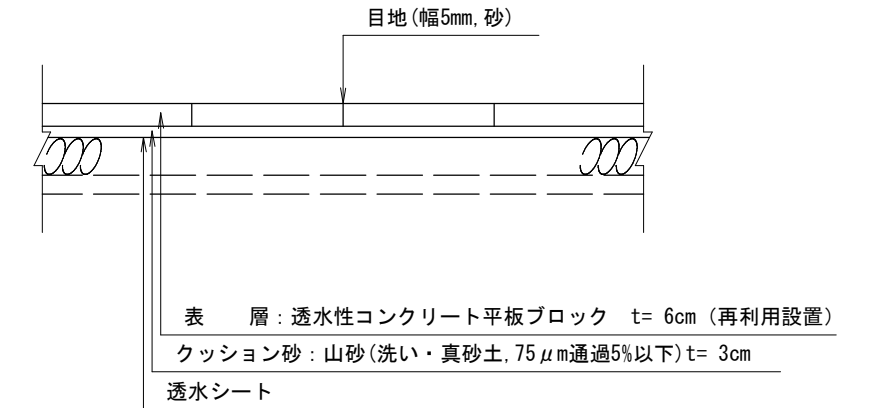 目地(幅5mm,砂)
表　　層：透水性コンクリート平板ブロック　t= 6cm（再利用設置）
クッション砂：山砂(洗い・真砂土,75μm通過5%以下)t= 3cm
透水シート